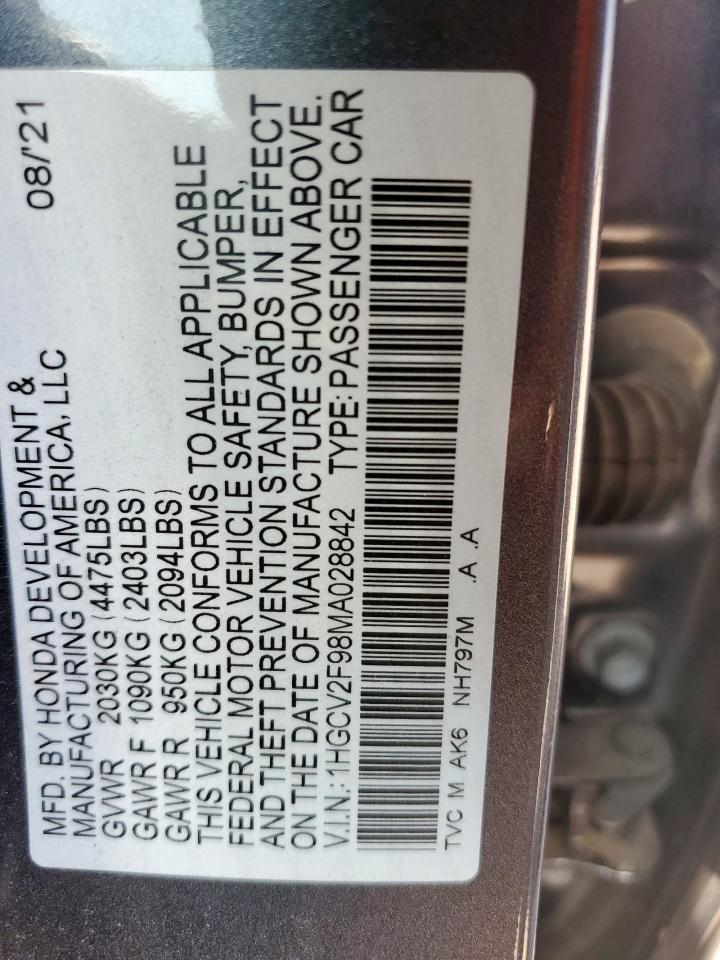 MFD. BY HONDA DEVELOPMENT & 08/'21
MANUFACTURING OF AMERICA, LLC
GVWR 2030KG (4475LBS)
GAWR F 1090KG (2403LBS)
GAWR R 950KG (2094LBS)
THIS VEHICLE CONFORMS TO ALL APPLICABLE
FEDERAL MOTOR VEHICLE SAFETY, BUMPER,
AND THEFT PREVENTION STANDARDS IN EFFECT
ON THE DATE OF MANUFACTURE SHOWN ABOVE.
V.I.N.: 1HGCV2F98MA028842 TYPE: PASSENGER CAR
TVC M AK6 NH797M .A .A